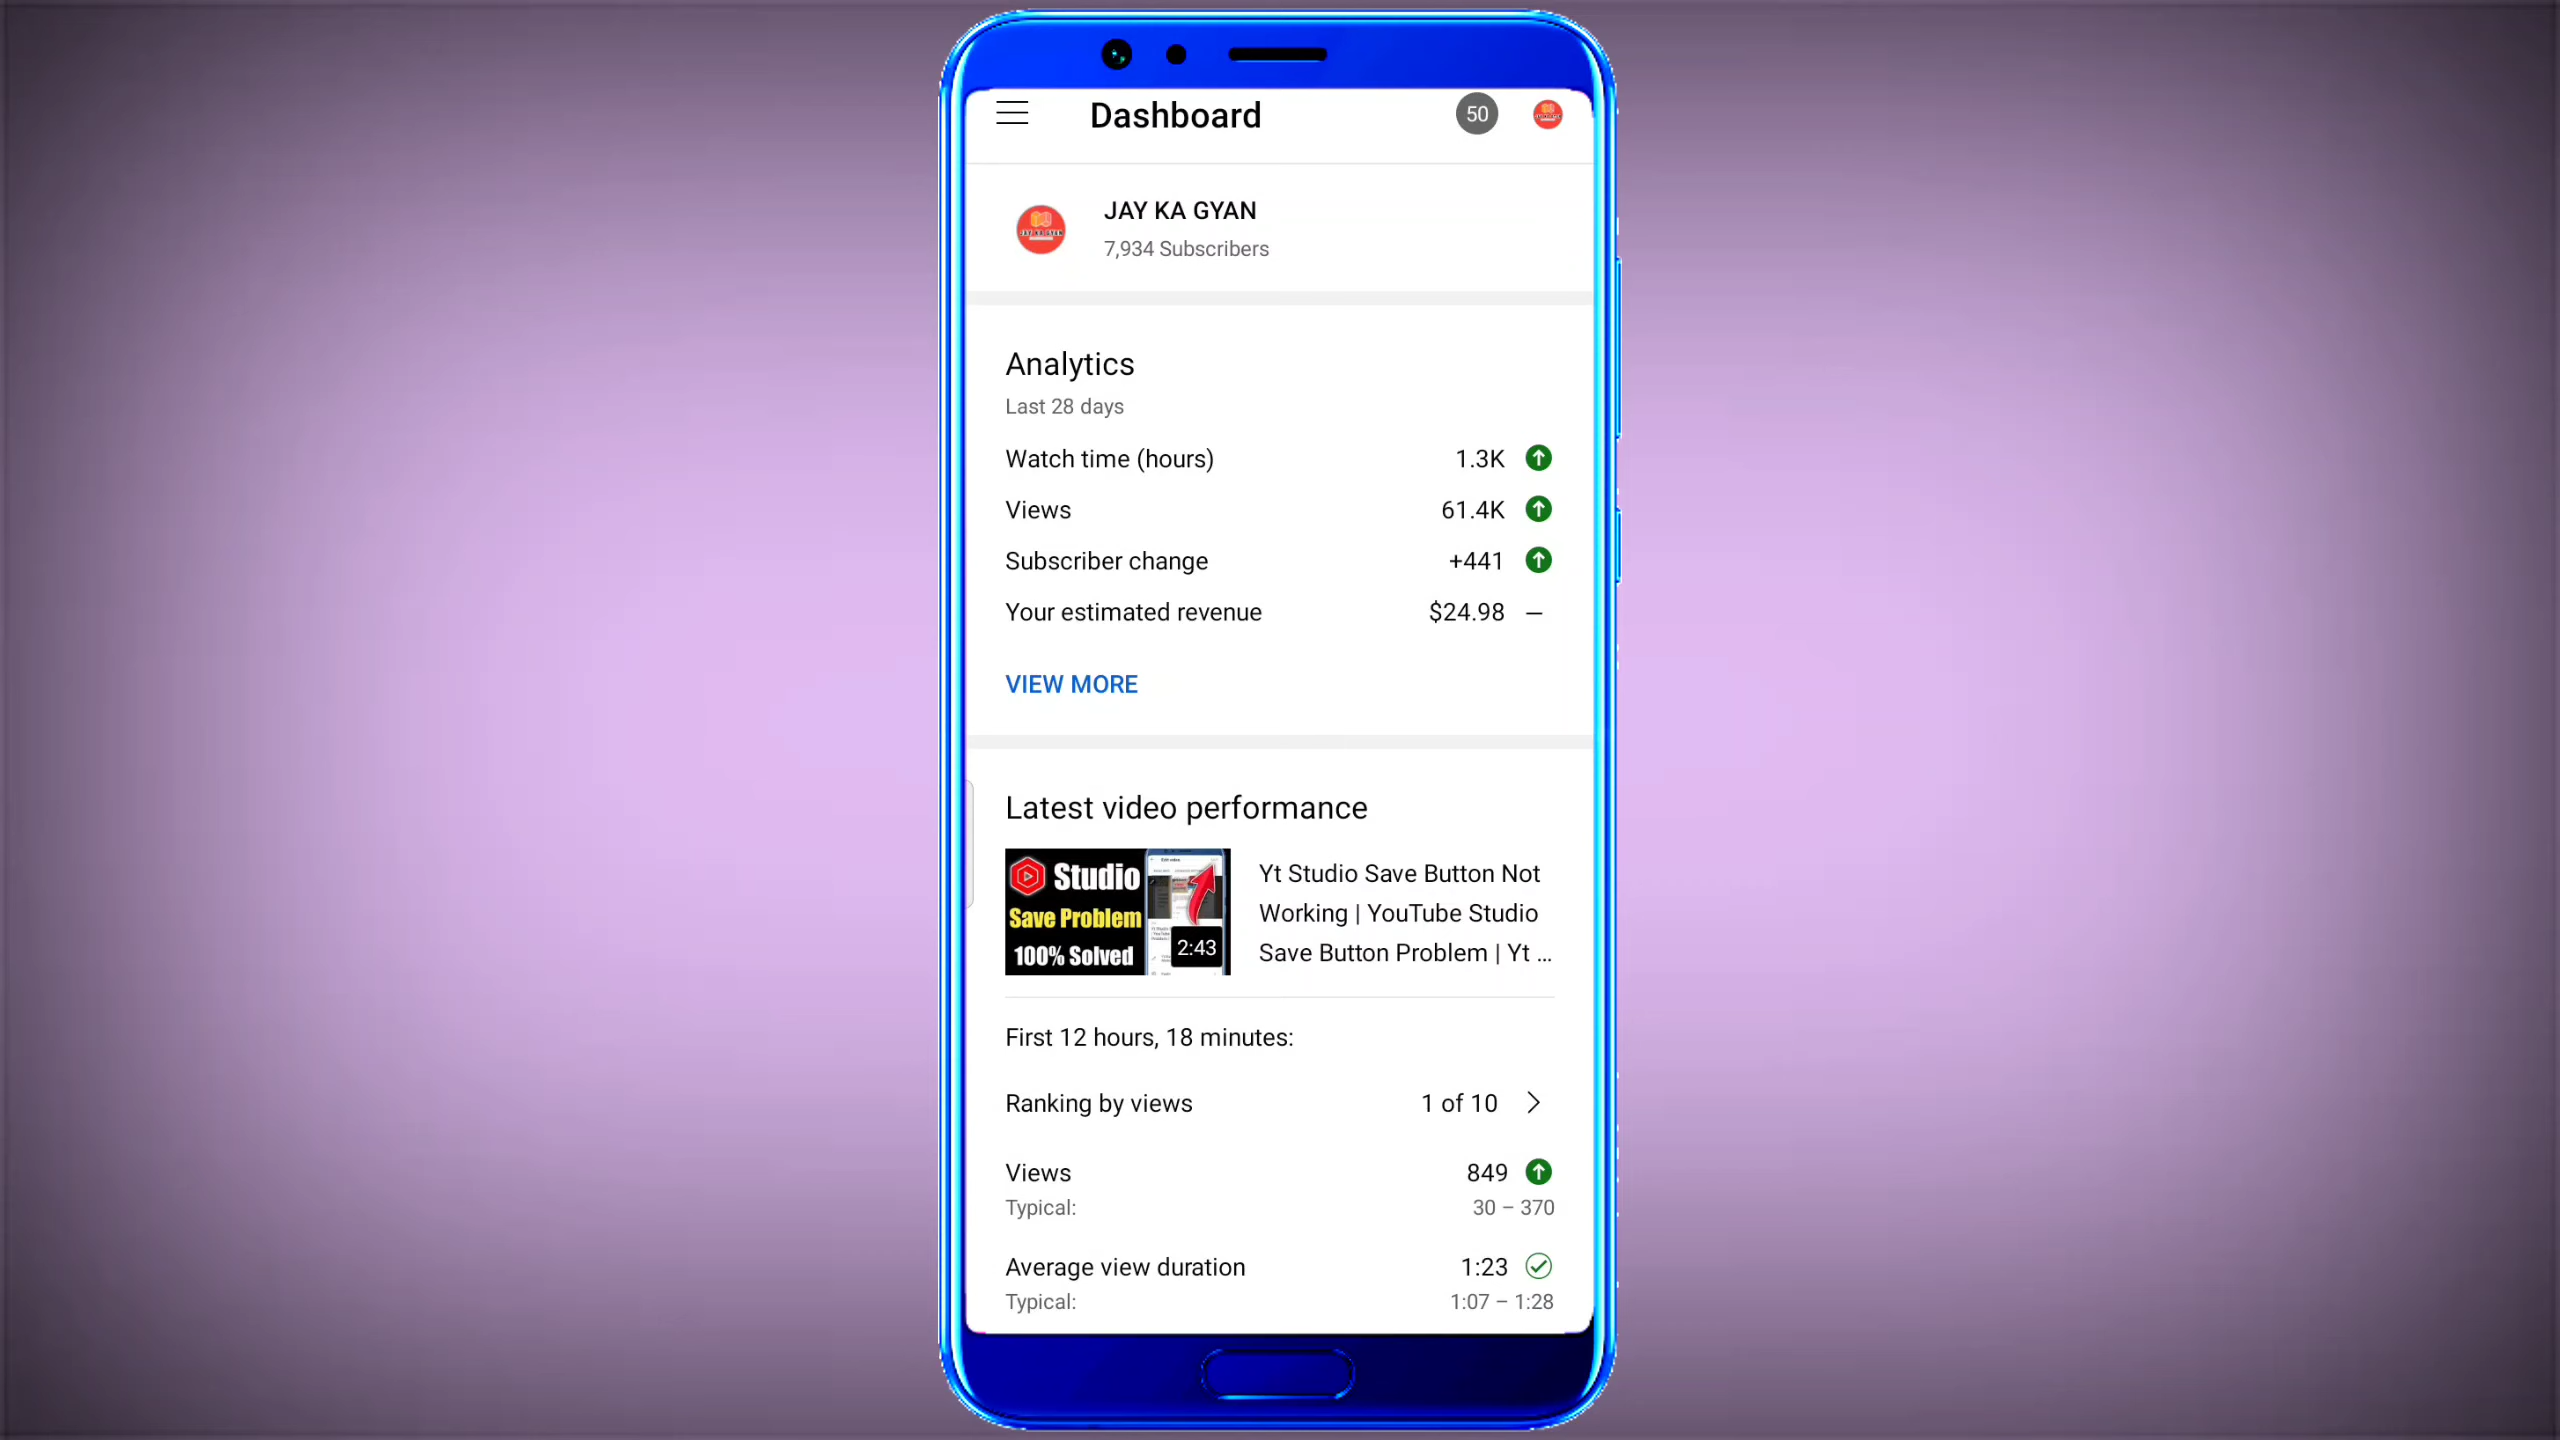 Dashboard
50
JAY KA GYAN
JAY KA GYAN
7,934 Subscribers
Analytics
Last 28 days
Watch time (hours) 1.3K
Views 61.4K
Subscriber change +441
Your estimated revenue $24.98 –
VIEW MORE
Latest video performance
Studio
Save Problem
100% Solved
2:43
Yt Studio Save Button Not
Working | YouTube Studio
Save Button Problem | Yt ...
First 12 hours, 18 minutes:
Ranking by views 1 of 10
Views 849
Typical: 30 – 370
Average view duration 1:23
Typical: 1:07 – 1:28